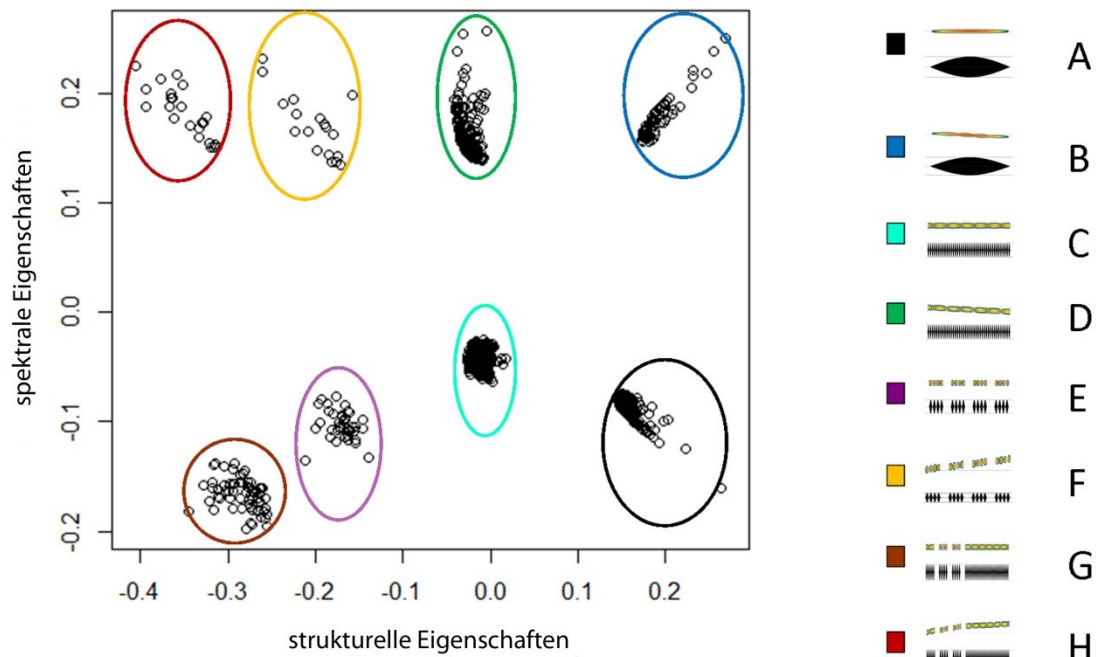 spektrale Eigenschaften
0.2
0.1
0.0
-0.1
-0.2
-0.4
-0.3
-0.2
-0.1
0.0
0.1
0.2
strukturelle Eigenschaften
A
B
C
D
E
F
G
H